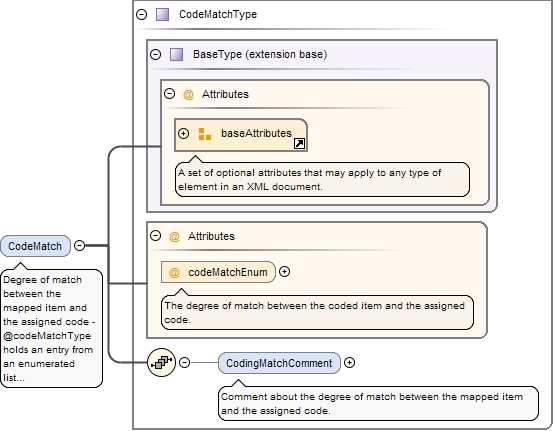 CodeMatchType
BaseType (extension base)
@ Attributes
baseAttributes
A set of optional attributes that may apply to any type of
element in an XML document.
@ Attributes
@ codeMatchEnum
The degree of match between the coded item and the assigned
code.
CodeMatch
Degree of match
between the
mapped item and
the assigned code -
@codeMatchType
holds an entry from
an enumerated
list...
CodingMatchComment
Comment about the degree of match between the mapped item
and the assigned code.